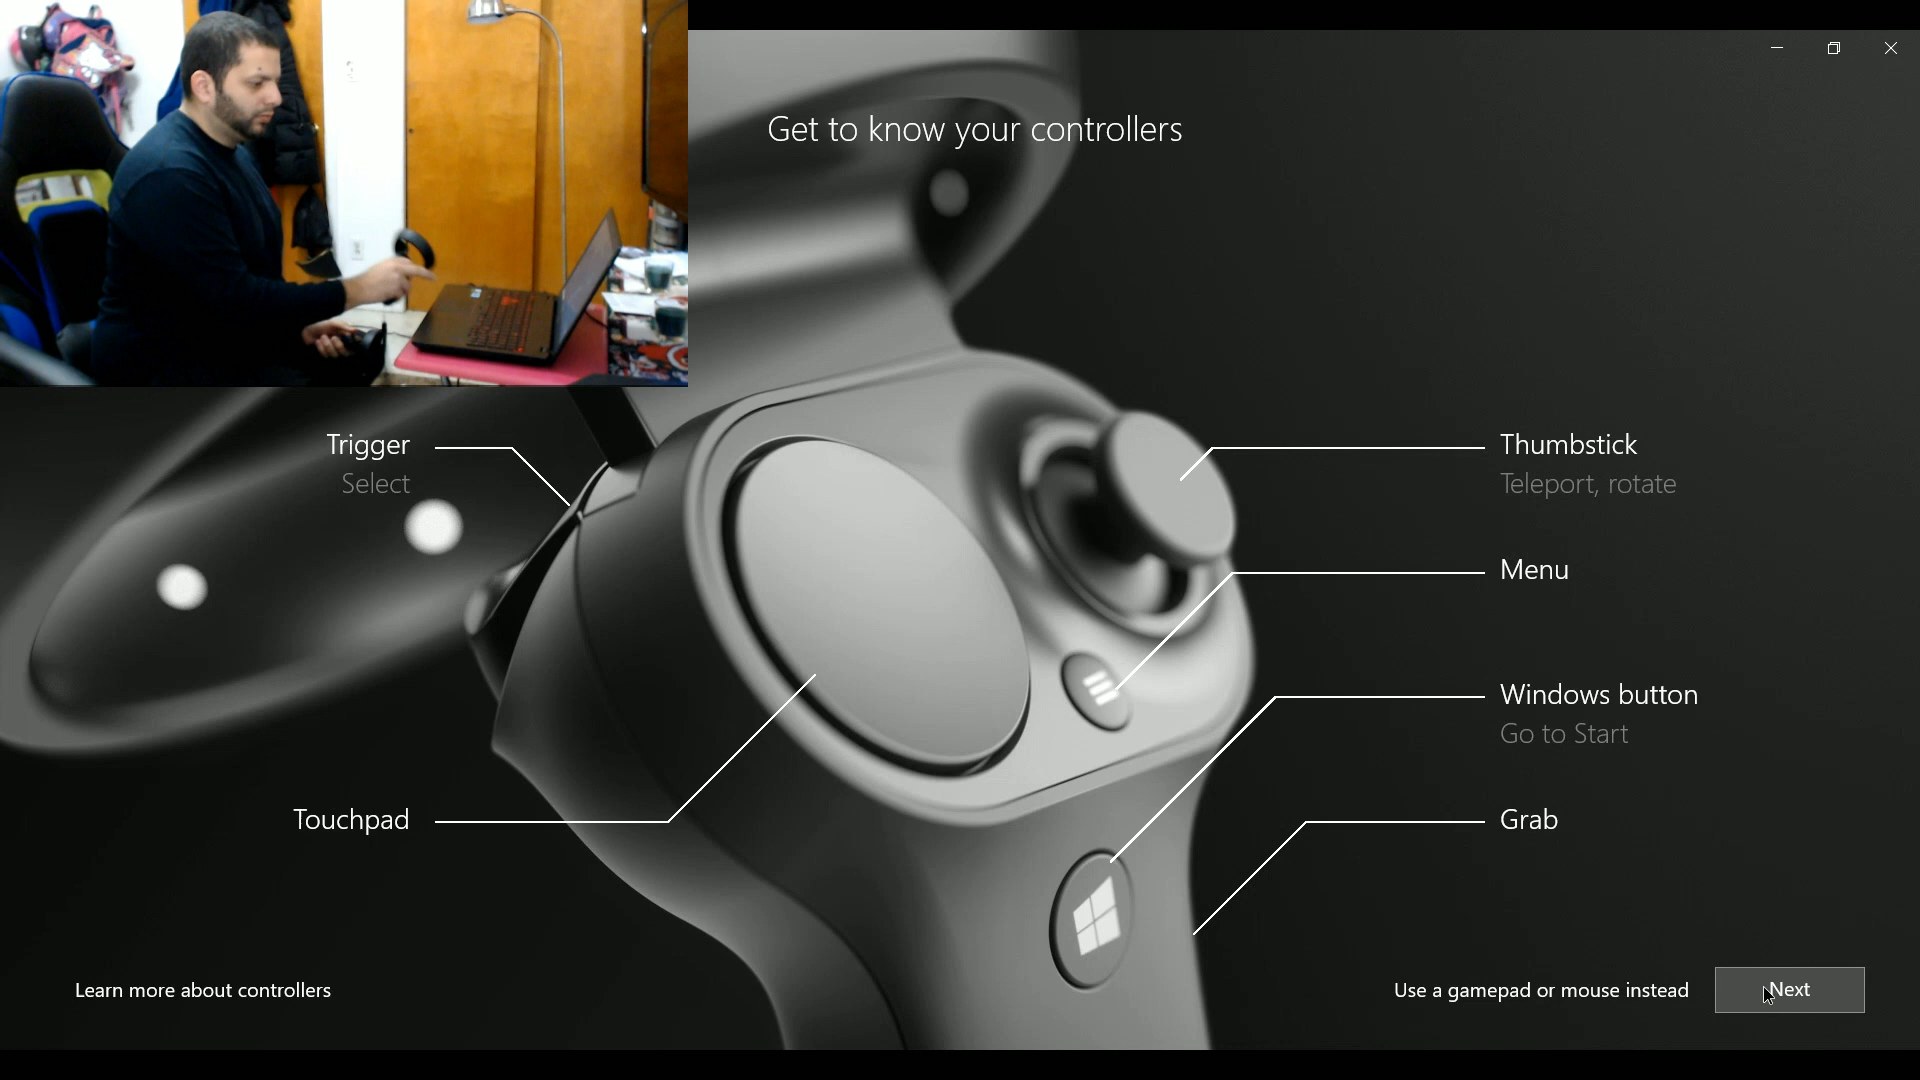 Get to know your controllers
Trigger
Select
Touchpad
Thumbstick
Teleport, rotate
Menu
Windows button
Go to Start
Grab
Learn more about controllers
Use a gamepad or mouse instead
Next